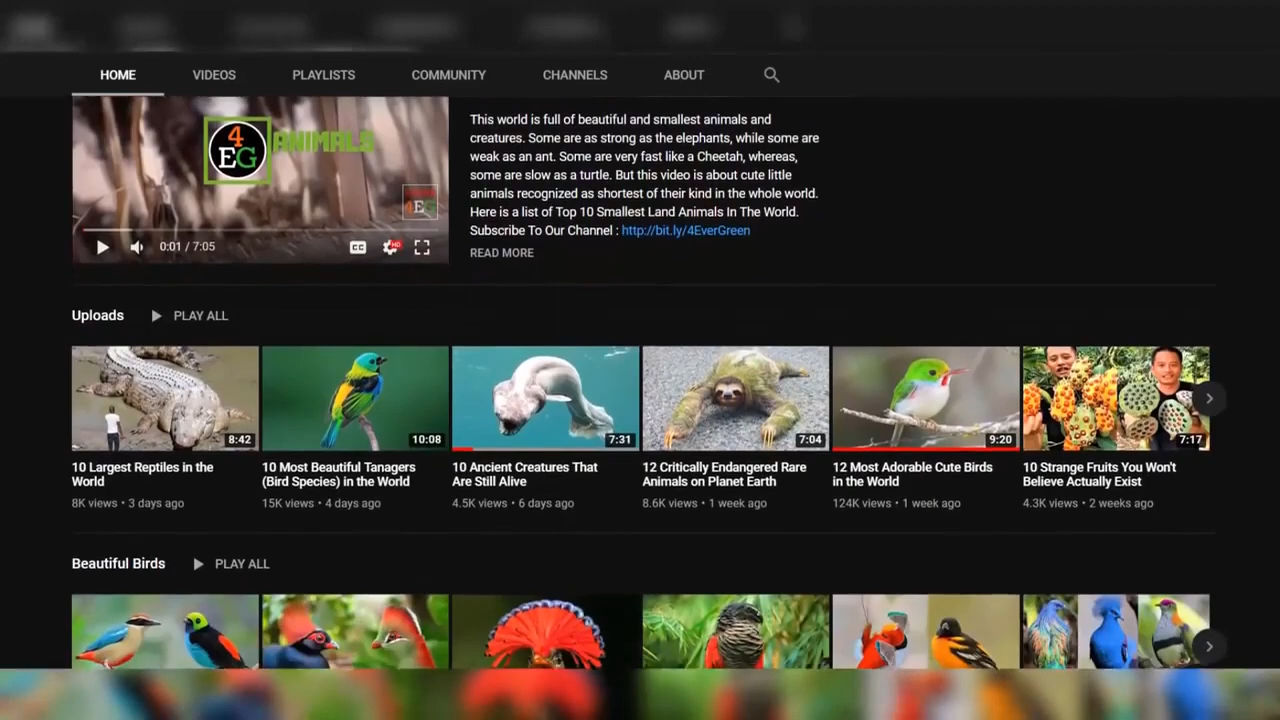 HOME VIDEOS PLAYLISTS COMMUNITY CHANNELS ABOUT
4
EG
ANIMALS
4EG
0:01 / 7:05
CC
HD
This world is full of beautiful and smallest animals and
creatures. Some are as strong as the elephants, while some are
weak as an ant. Some are very fast like a Cheetah, whereas,
some are slow as a turtle. But this video is about cute little
animals recognized as shortest of their kind in the whole world.
Here is a list of Top 10 Smallest Land Animals In The World.
Subscribe To Our Channel : http://bit.ly/4EverGreen
READ MORE
Uploads PLAY ALL
8:42
10:08
7:31
7:04
9:20
7:17
10 Largest Reptiles in the
World
8K views • 3 days ago
10 Most Beautiful Tanagers
(Bird Species) in the World
15K views • 4 days ago
10 Ancient Creatures That
Are Still Alive
4.5K views • 6 days ago
12 Critically Endangered Rare
Animals on Planet Earth
8.6K views • 1 week ago
12 Most Adorable Cute Birds
in the World
124K views • 1 week ago
10 Strange Fruits You Won't
Believe Actually Exist
4.3K views • 2 weeks ago
Beautiful Birds PLAY ALL